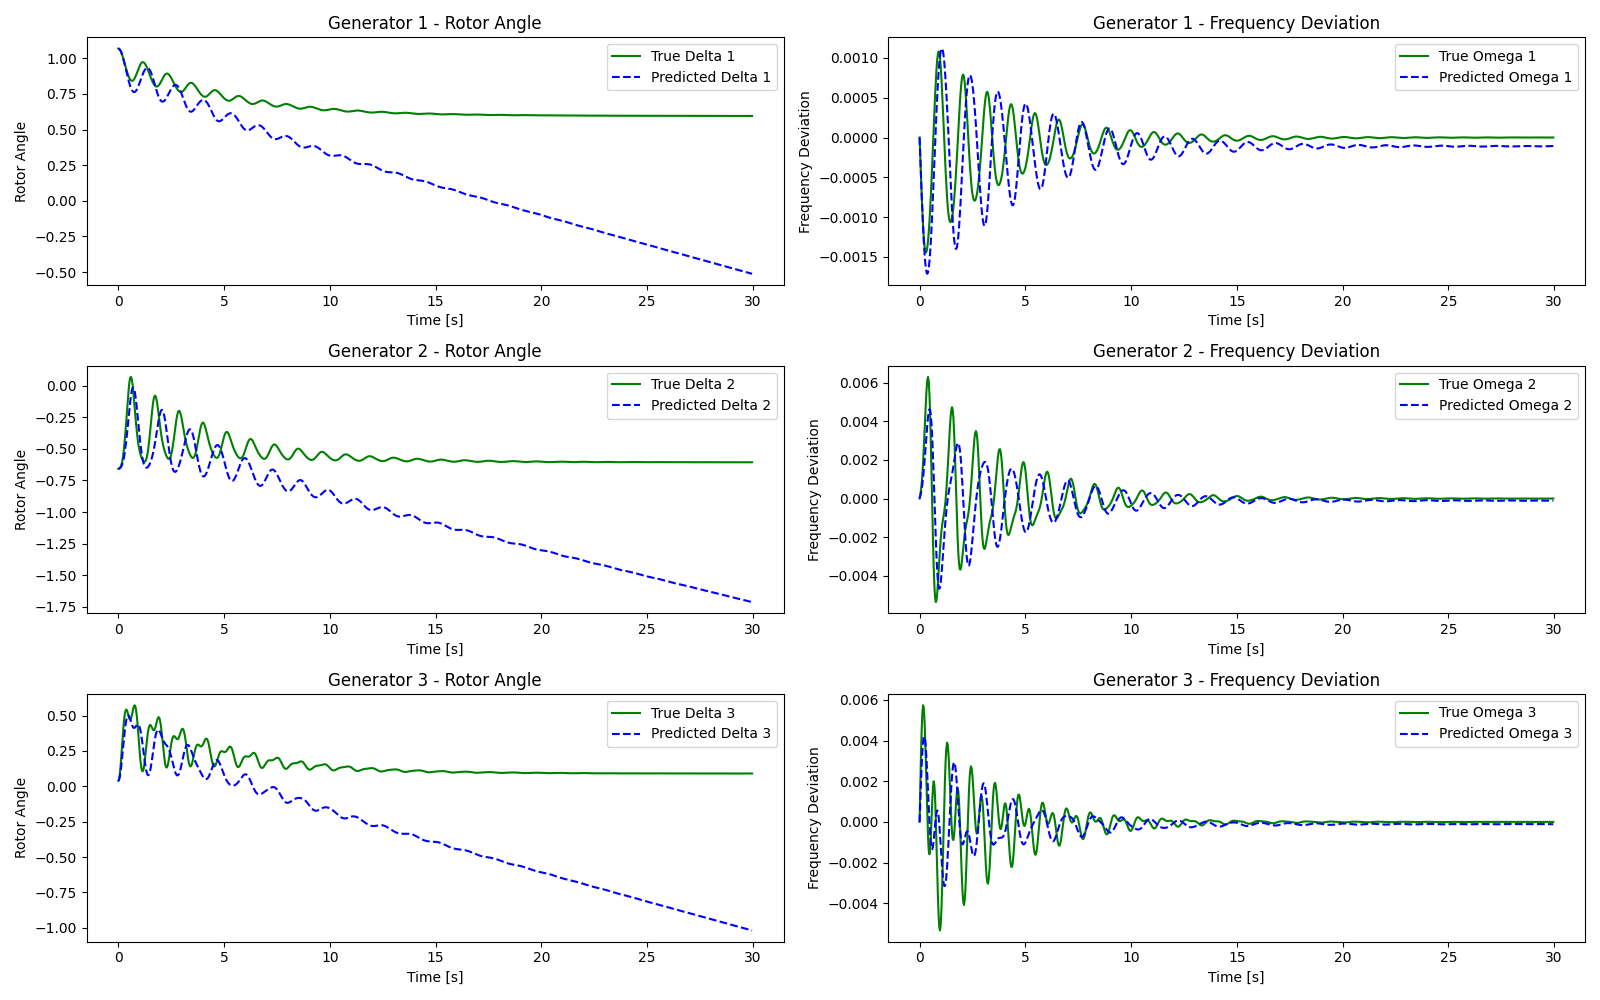 Generator 1 - Rotor Angle
Rotor Angle
1.00
0.75
0.50
0.25
0.00
−0.25
−0.50
True Delta 1
Predicted Delta 1
0 5 10 15 20 25 30
Time [s]
Generator 1 - Frequency Deviation
Frequency Deviation
0.0010
0.0005
0.0000
−0.0005
−0.0010
−0.0015
True Omega 1
Predicted Omega 1
0 5 10 15 20 25 30
Time [s]
Generator 2 - Rotor Angle
Rotor Angle
0.00
−0.25
−0.50
−0.75
−1.00
−1.25
−1.50
−1.75
True Delta 2
Predicted Delta 2
0 5 10 15 20 25 30
Time [s]
Generator 2 - Frequency Deviation
Frequency Deviation
0.006
0.004
0.002
0.000
−0.002
−0.004
True Omega 2
Predicted Omega 2
0 5 10 15 20 25 30
Time [s]
Generator 3 - Rotor Angle
Rotor Angle
0.50
0.25
0.00
−0.25
−0.50
−0.75
−1.00
True Delta 3
Predicted Delta 3
0 5 10 15 20 25 30
Time [s]
Generator 3 - Frequency Deviation
Frequency Deviation
0.006
0.004
0.002
0.000
−0.002
−0.004
True Omega 3
Predicted Omega 3
0 5 10 15 20 25 30
Time [s]